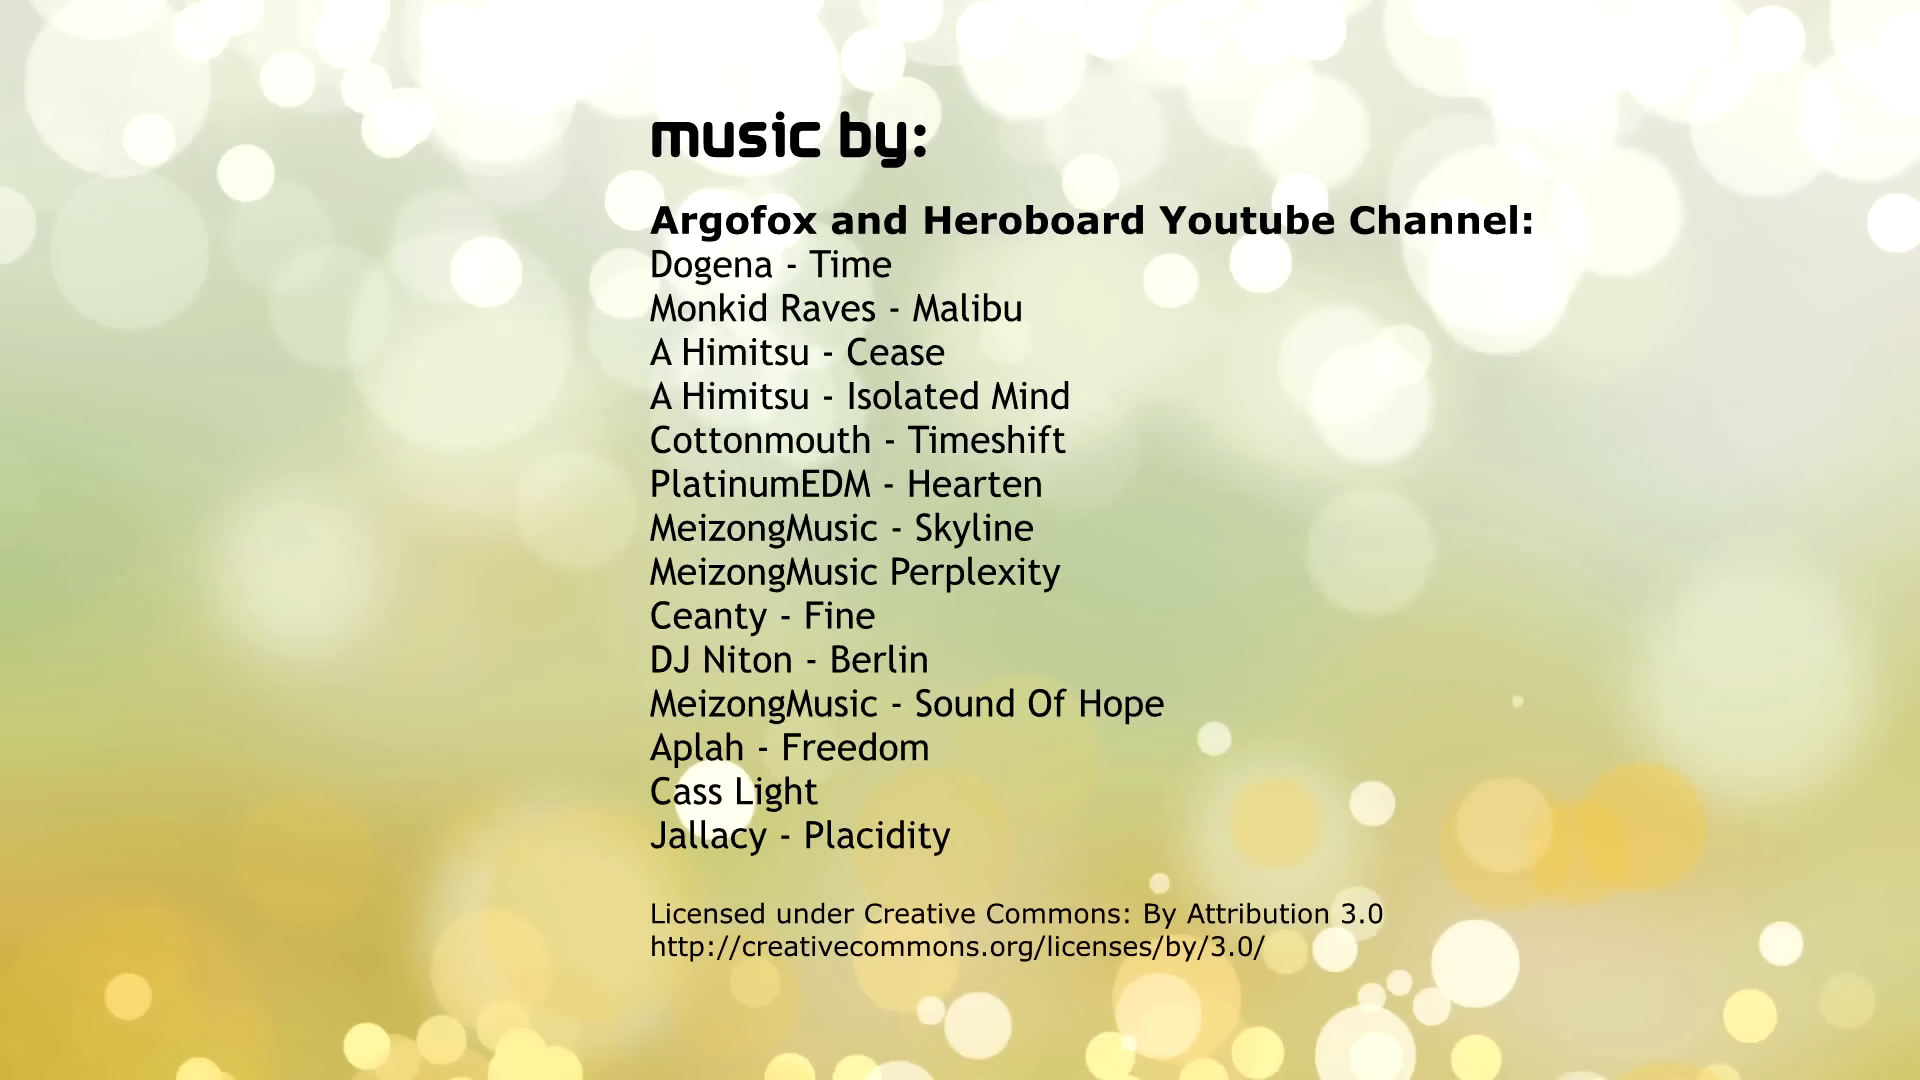 music by:
Argofox and Heroboard Youtube Channel:
Dogena - Time
Monkid Raves - Malibu
A Himitsu - Cease
A Himitsu - Isolated Mind
Cottonmouth - Timeshift
PlatinumEDM - Hearten
MeizongMusic - Skyline
MeizongMusic Perplexity
Ceanty - Fine
DJ Niton - Berlin
MeizongMusic - Sound Of Hope
Aplah - Freedom
Cass Light
Jallacy - Placidity
Licensed under Creative Commons: By Attribution 3.0
http://creativecommons.org/licenses/by/3.0/